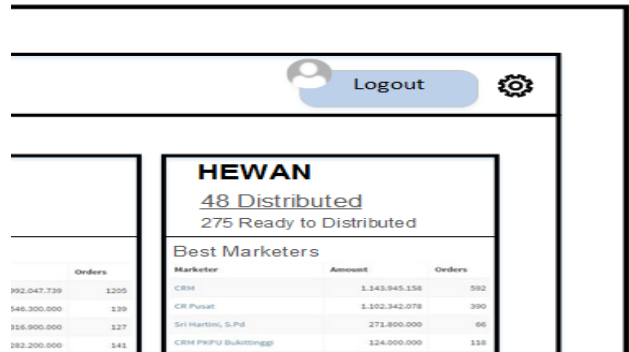 Logout
HEWAN
48 Distributed
275 Ready to Distributed
Best Marketers
Orders
992.047.739 1205
546.300.000 139
316.900.000 127
282.200.000 141
Marketer Amount Orders
CRM 1.143.945.158 592
CR Pusat 1.102.342.078 390
Sri Hartini, S.Pd 271.800.000 66
CRM PKPU Bukittinggi 124.000.000 118